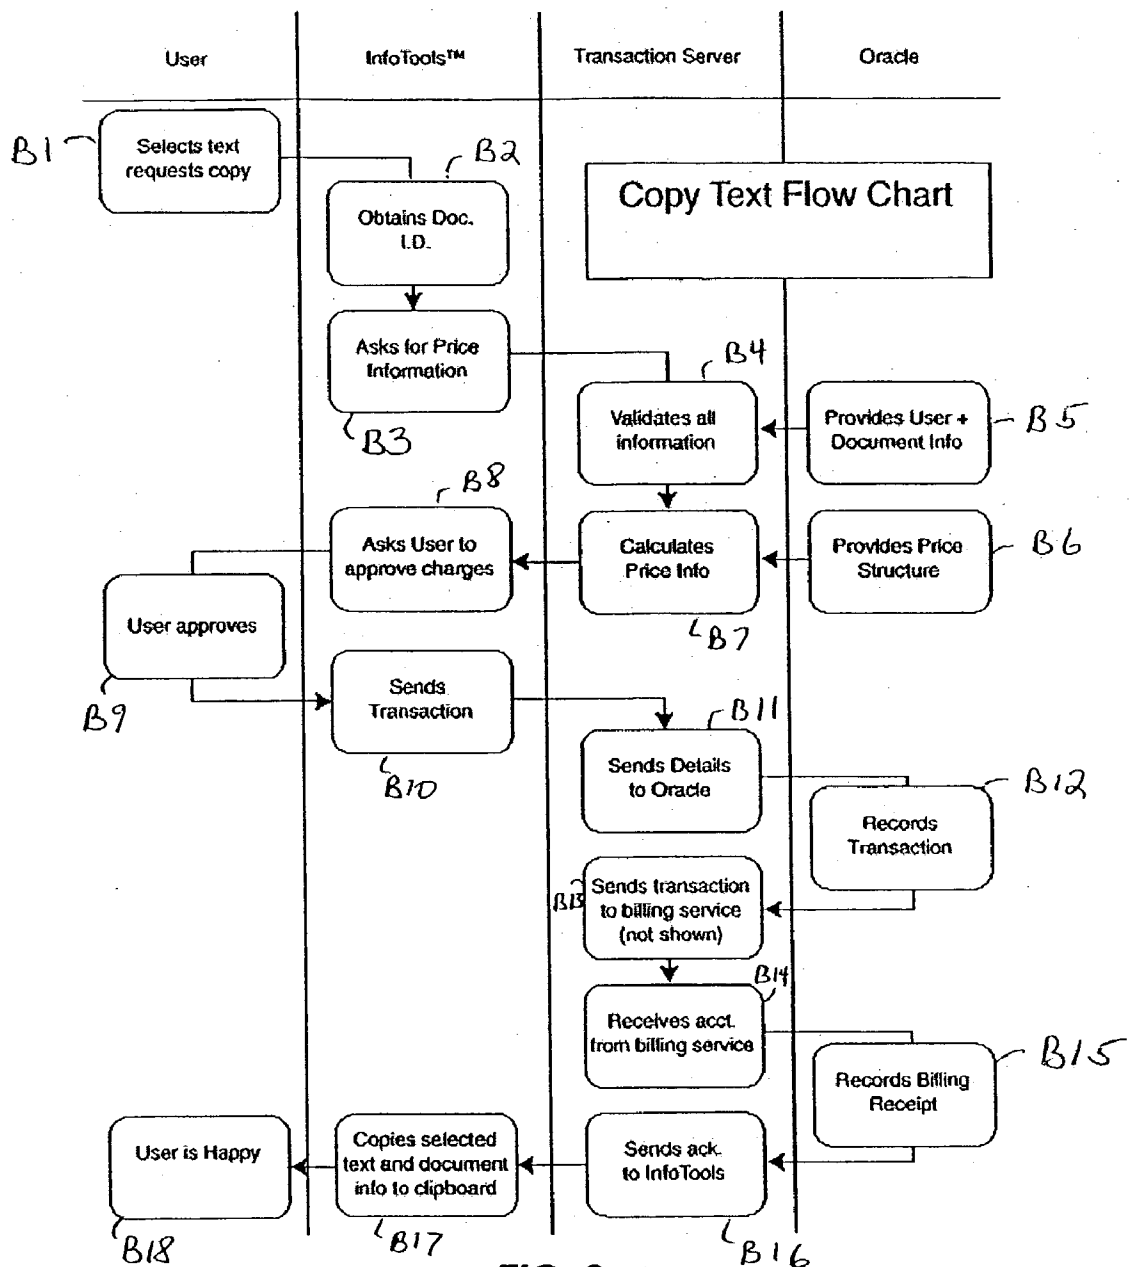 User
InfoTools™
Transaction Server
Oracle
B1
Selects text
requests copy
B2
Copy Text Flow Chart
Obtains Doc.
I.D.
Asks for Price
Information
B3
B4
Validates all
information
Provides User +
Document Info
B5
B8
Asks User to
approve charges
Calculates
Price Info
B7
Provides Price
Structure
B6
User approves
B9
Sends
Transaction
B10
B11
Sends Details
to Oracle
B12
Records
Transaction
B13
Sends transaction
to billing service
(not shown)
B14
Receives acct.
from billing service
B15
Records Billing
Receipt
User is Happy
B18
Copies selected
text and document
info to clipboard
B17
Sends ack.
to InfoTools
B16